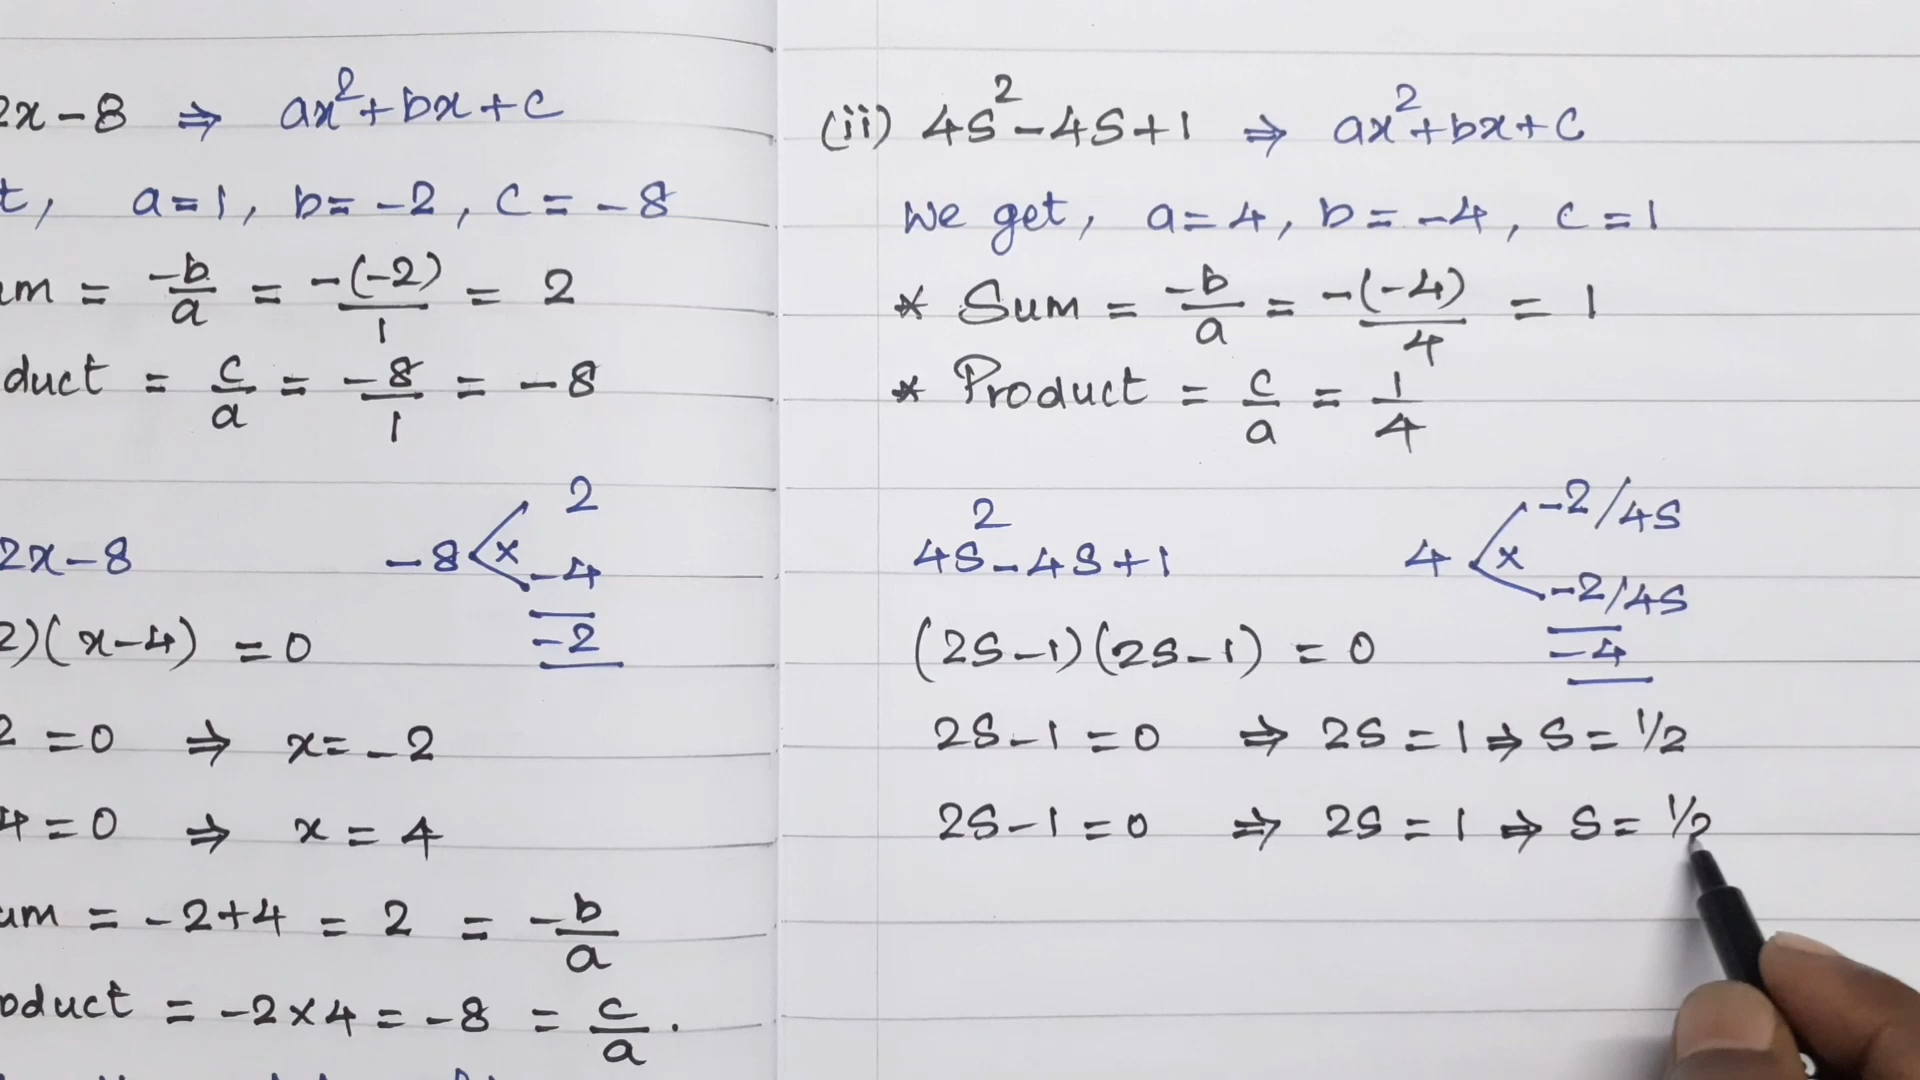 2x-8 ⇒ ax²+bx+c
t, a=1, b=-2, c=-8
um = -b/a = -(-2)/1 = 2
duct = c/a = -8/1 = -8
2x-8 -8 < x 2
-4
-2
2)(x-4) = 0
2=0 ⇒ x=-2
4=0 ⇒ x=4
um = -2+4 = 2 = -b/a
oduct = -2×4 = -8 = c/a.
(ii) 4s²-4s+1 ⇒ ax²+bx+c
We get, a=4, b=-4, c=1
* Sum = -b/a = -(-4)/4 = 1
* Product = c/a = 1/4
4s²-4s+1 4 < x -2/4s
-2/4s
-4
(2s-1)(2s-1) = 0
2s-1=0 ⇒ 2s=1 ⇒ s=1/2
2s-1=0 ⇒ 2s=1 ⇒ s=1/2